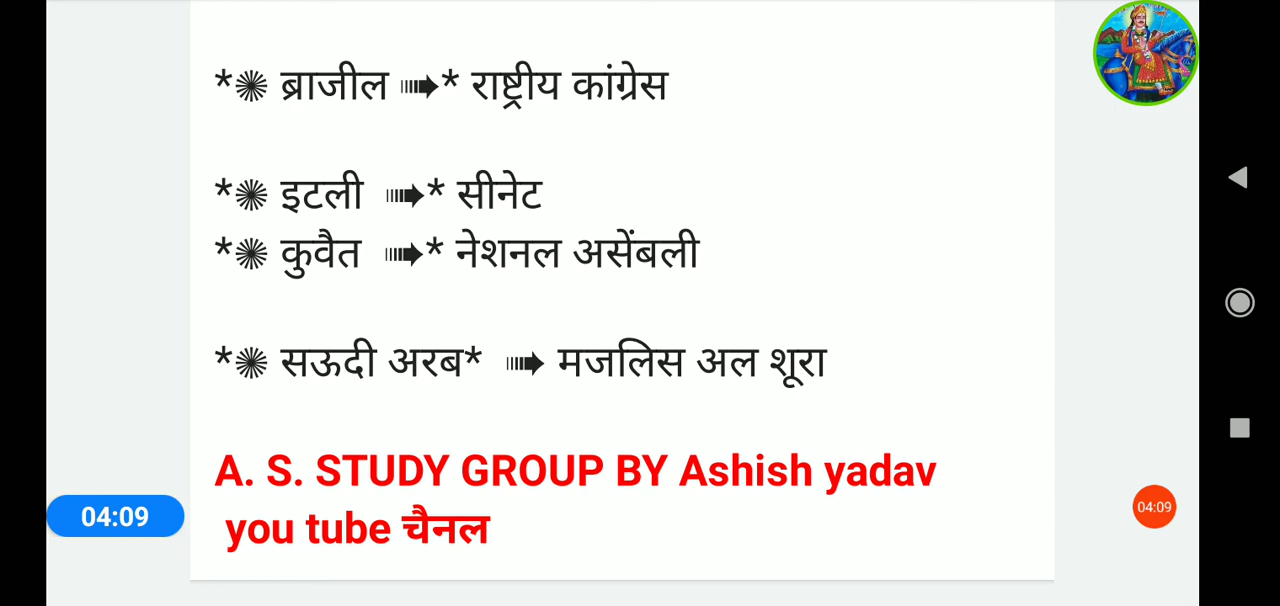 *✺ ब्राजील ➠* राष्ट्रीय कांग्रेस
*✺ इटली ➠* सीनेट
*✺ कुवैत ➠* नेशनल असेंबली
*✺ सऊदी अरब* ➠ मजलिस अल शूरा
A. S. STUDY GROUP BY Ashish yadav
you tube चैनल
04:09
04:09